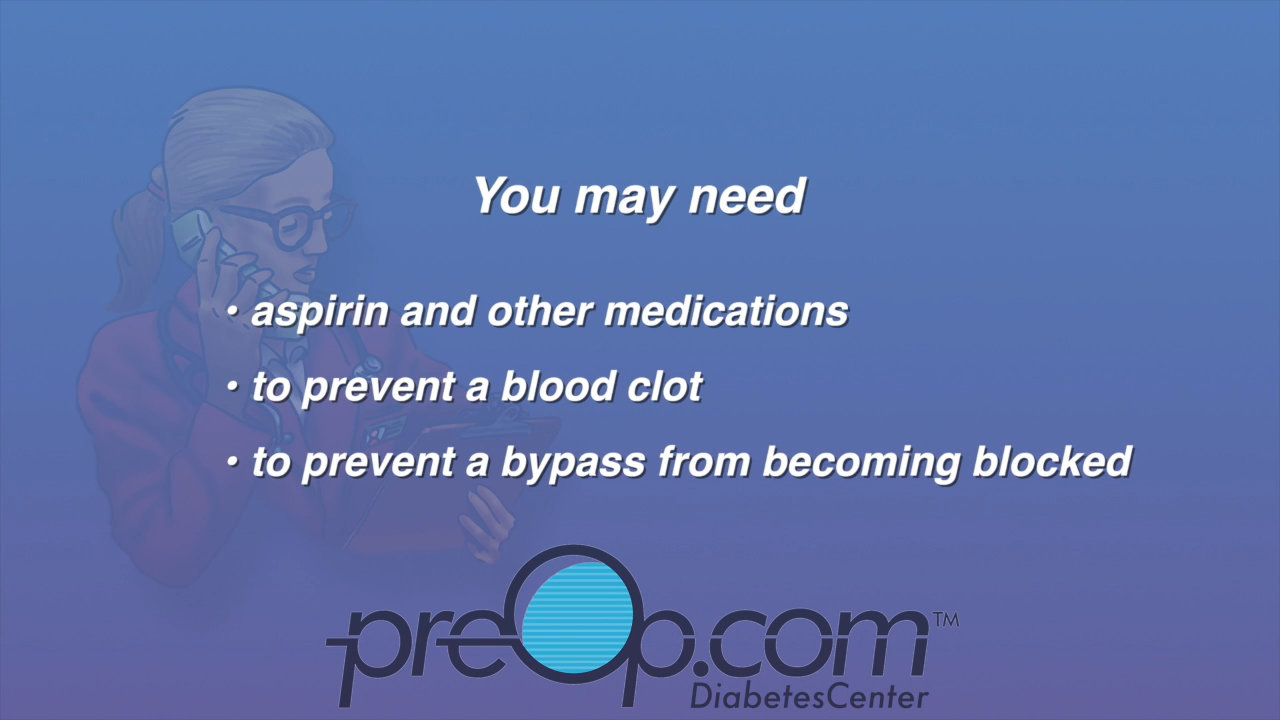 You may need
• aspirin and other medications
• to prevent a blood clot
• to prevent a bypass from becoming blocked
preOp.com™
DiabetesCenter